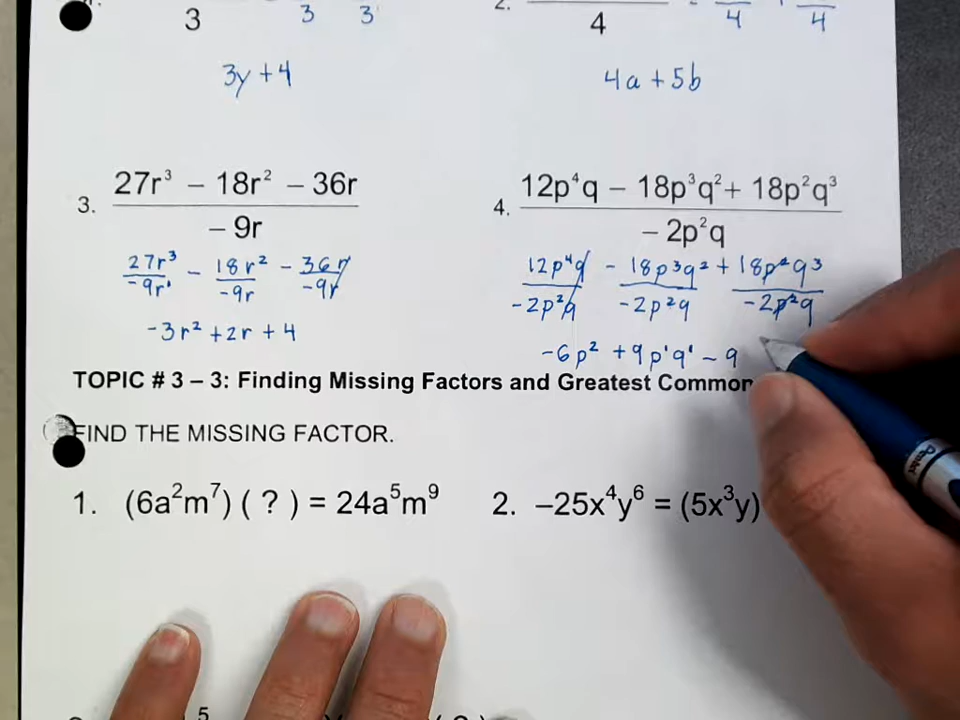 3 3 3
2. 4 4 4
3y + 4
4a + 5b
3. 27r³ – 18r² – 36r
– 9r
27r³ - 18r² - 36r
-9r¹ -9r -9r
-3r² + 2r + 4
4. 12p⁴q – 18p³q² + 18p²q³
– 2p²q
12p⁴q - 18p³q² + 18p²q³
-2p²q -2p²q -2p²q
-6p² + 9p¹q¹ - 9
TOPIC # 3 – 3: Finding Missing Factors and Greatest Common
FIND THE MISSING FACTOR.
1. (6a²m⁷) ( ? ) = 24a⁵m⁹
2. –25x⁴y⁶ = (5x³y)
5